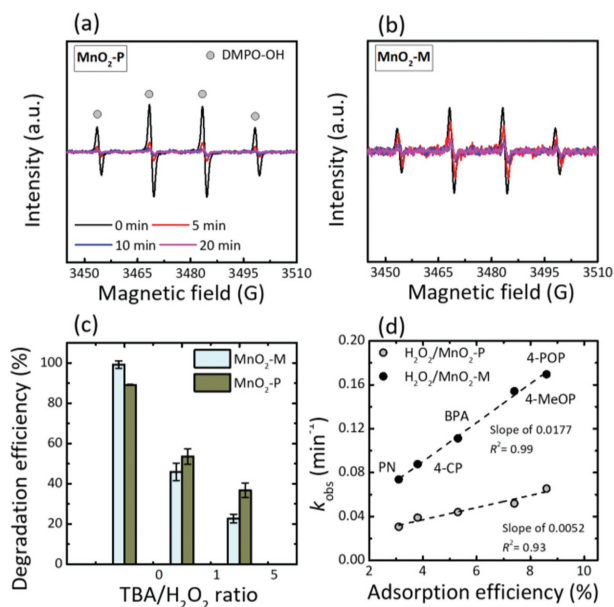 (a)
MnO₂-P
DMPO-OH
Intensity (a.u.)
0 min
5 min
10 min
20 min
3450
3465
3480
3495
3510
Magnetic field (G)
(b)
MnO₂-M
Intensity (a.u.)
3450
3465
3480
3495
3510
Magnetic field (G)
(c)
MnO₂-M
MnO₂-P
Degradation efficiency (%)
100
80
60
40
20
0
0
1
5
TBA/H₂O₂ ratio
(d)
H₂O₂/MnO₂-P
H₂O₂/MnO₂-M
4-POP
4-MeOP
BPA
4-CP
PN
Slope of 0.0177
R²= 0.99
Slope of 0.0052
R²= 0.93
kobs (min⁻¹)
0.20
0.16
0.12
0.08
0.04
0.00
2
4
6
8
10
Adsorption efficiency (%)